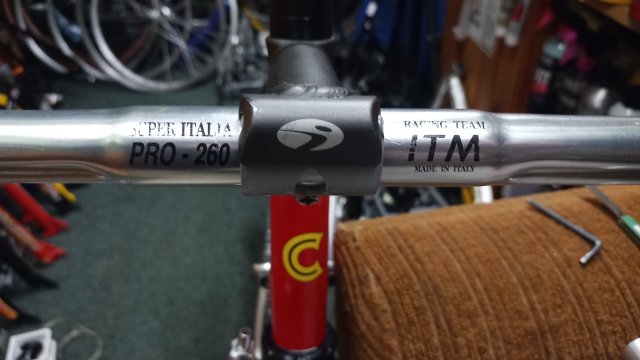 SUPER ITALIA
PRO - 260
RACING TEAM
ITM
MADE IN ITALY
C